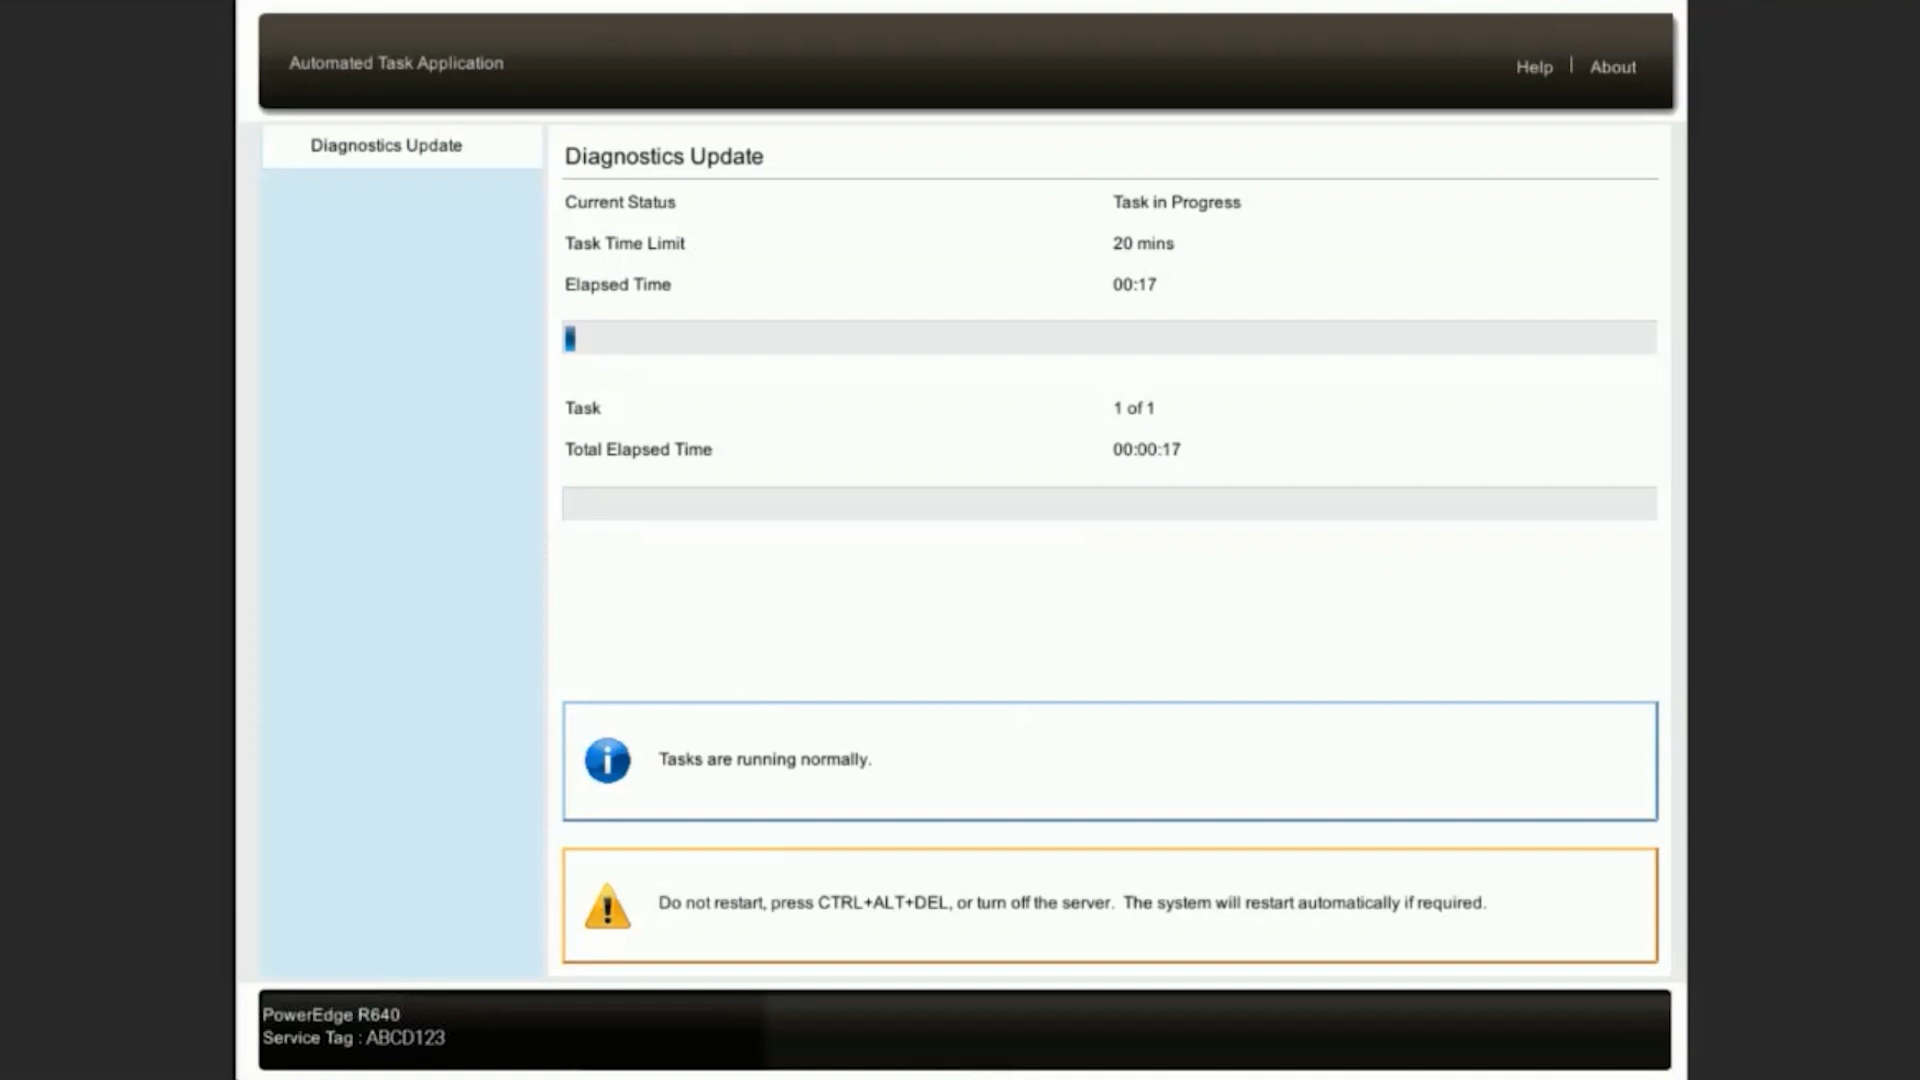 Automated Task Application
Help | About
Diagnostics Update
Diagnostics Update
Current Status Task in Progress
Task Time Limit 20 mins
Elapsed Time 00:17
Task 1 of 1
Total Elapsed Time 00:00:17
Tasks are running normally.
Do not restart, press CTRL+ALT+DEL, or turn off the server. The system will restart automatically if required.
PowerEdge R640
Service Tag : ABCD123